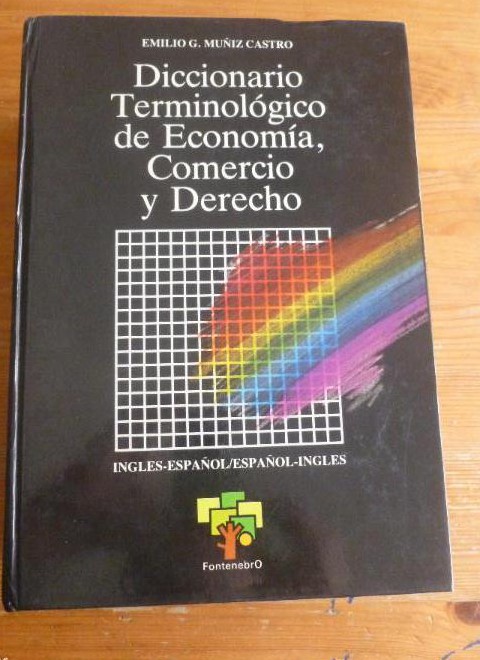 EMILIO G. MUÑIZ CASTRO
Diccionario
Terminológico
de Economía,
Comercio
y Derecho
INGLES-ESPAÑOL/ESPAÑOL-INGLES
FontenebrO